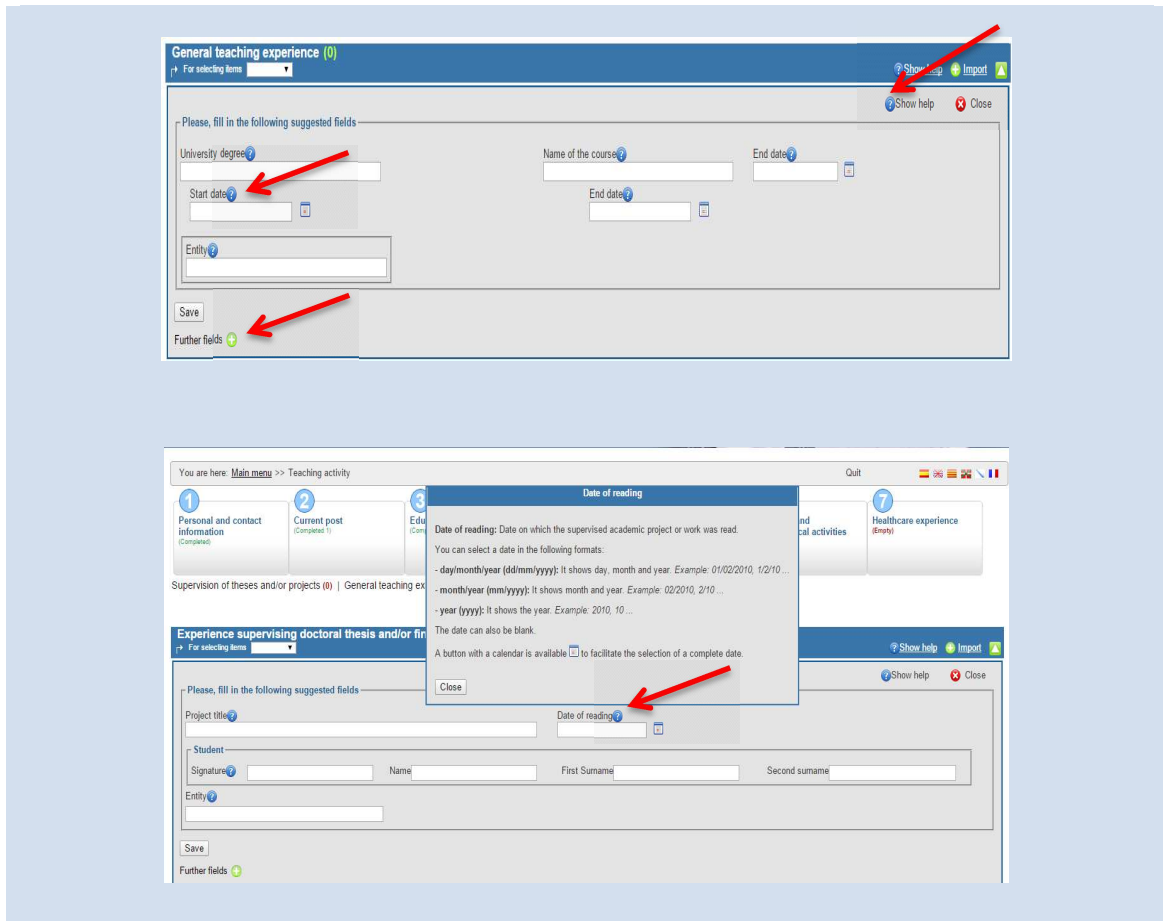 General teaching experience (0)
For selecting items
Show help Import
Show help Close
Please, fill in the following suggested fields
University degree Name of the course End date
Start date End date
Entity
Save
Further fields
You are here: Main menu >> Teaching activity Quit
1 2 3 7
Personal and contact information
(Completed)
Current post
(Completed 1)
Healthcare experience
(Empty)
Supervision of theses and/or projects (0) | General teaching
Date of reading
Date of reading: Date on which the supervised academic project or work was read.
You can select a date in the following formats:
- day/month/year (dd/mm/yyyy): It shows day, month and year. Example: 01/02/2010, 1/2/10 ...
- month/year (mm/yyyy): It shows month and year. Example: 02/2010, 2/10 ...
- year (yyyy): It shows the year. Example: 2010, 10 ...
The date can also be blank.
A button with a calendar is available to facilitate the selection of a complete date.
Close
Experience supervising doctoral thesis and/or
For selecting items
Show help Import
Show help Close
Please, fill in the following suggested fields
Project title Date of reading
Student
Signature Name First Surname Second surname
Entity
Save
Further fields